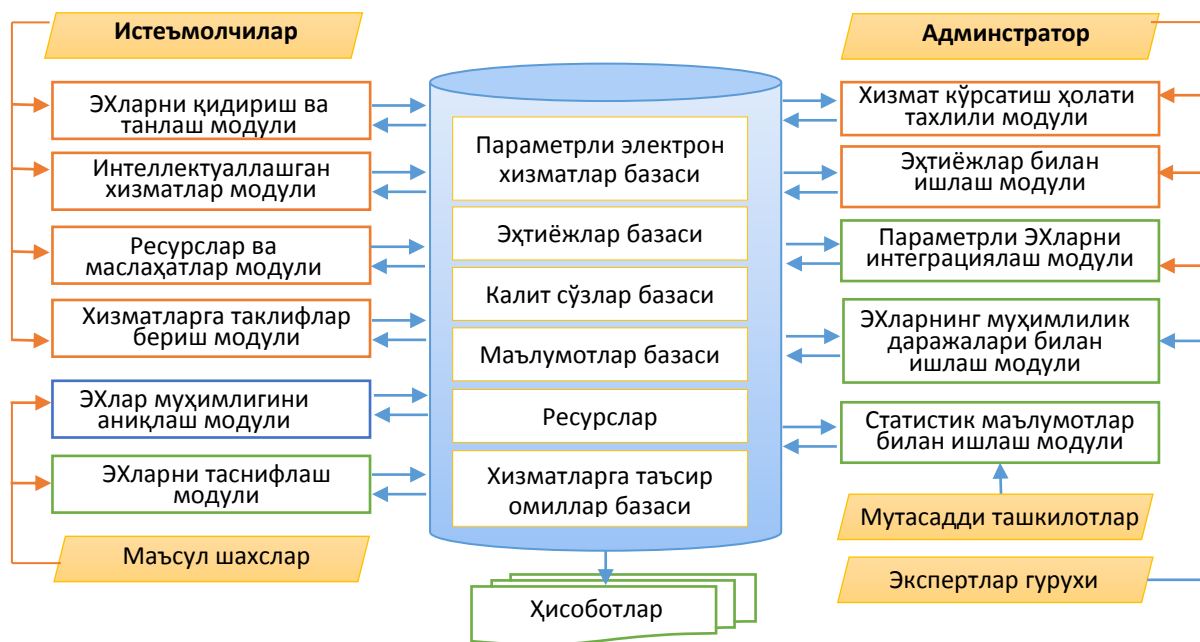 Истеъмолчилар
ЭХларни қидириш ва
танлаш модули
Интеллектуаллашган
хизматлар модули
Ресурслар ва
маслаҳатлар модули
Хизматларга таклифлар
бериш модули
ЭХлар муҳимлигини
аниқлаш модули
ЭХларни таснифлаш
модули
Маъсул шахслар
Параметрли электрон
хизматлар базаси
Эҳтиёжлар базаси
Калит сўзлар базаси
Маълумотлар базаси
Ресурслар
Хизматларга таъсир
омиллар базаси
Ҳисоботлар
Админстратор
Хизмат кўрсатиш ҳолати
тахлили модули
Эҳтиёжлар билан
ишлаш модули
Параметрли ЭХларни
интеграциялаш модули
ЭХларнинг муҳимлилик
даражалари билан
ишлаш модули
Статистик маълумотлар
билан ишлаш модули
Мутасадди ташкилотлар
Экспертлар гурухи